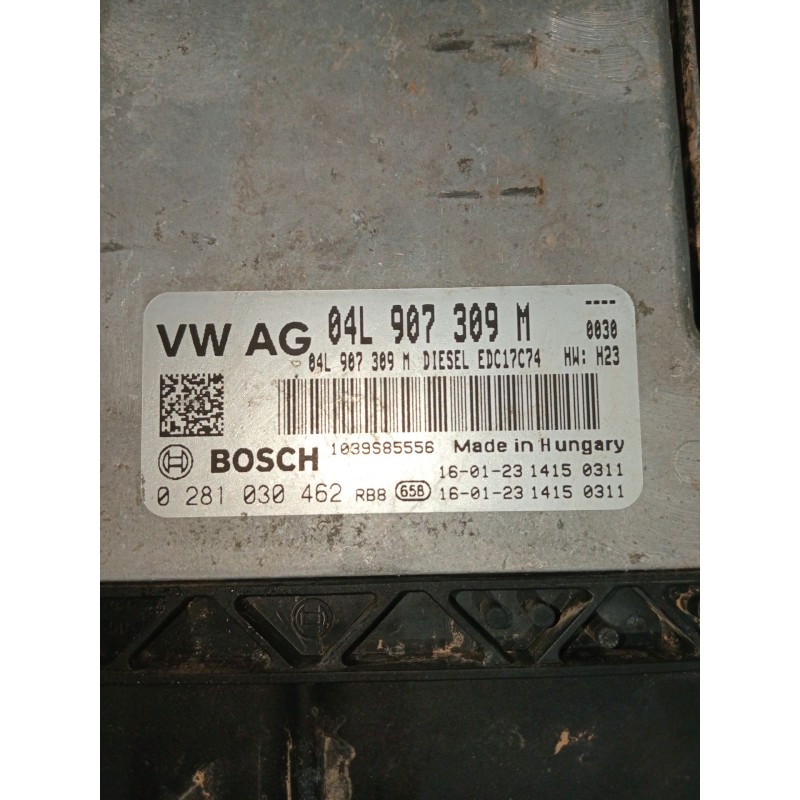 VW AG 04L 907 309 M ----
0030
04L 907 309 M DIESEL EDC17C74 HW: H23
1039S85556 Made in Hungary
BOSCH
16-01-23 1415 0311
0 281 030 462 RB8 658 16-01-23 1415 0311